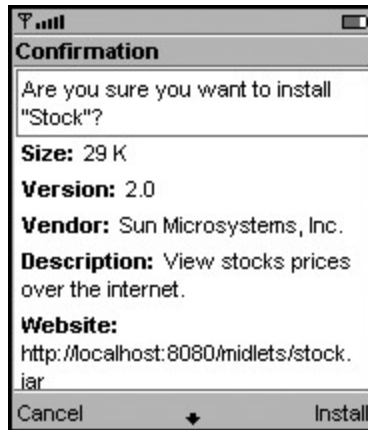 Confirmation
Are you sure you want to install
"Stock"?
Size: 29 K
Version: 2.0
Vendor: Sun Microsystems, Inc.
Description: View stocks prices
over the internet.
Website:
http://localhost:8080/midlets/stock.
jar
Cancel
Install